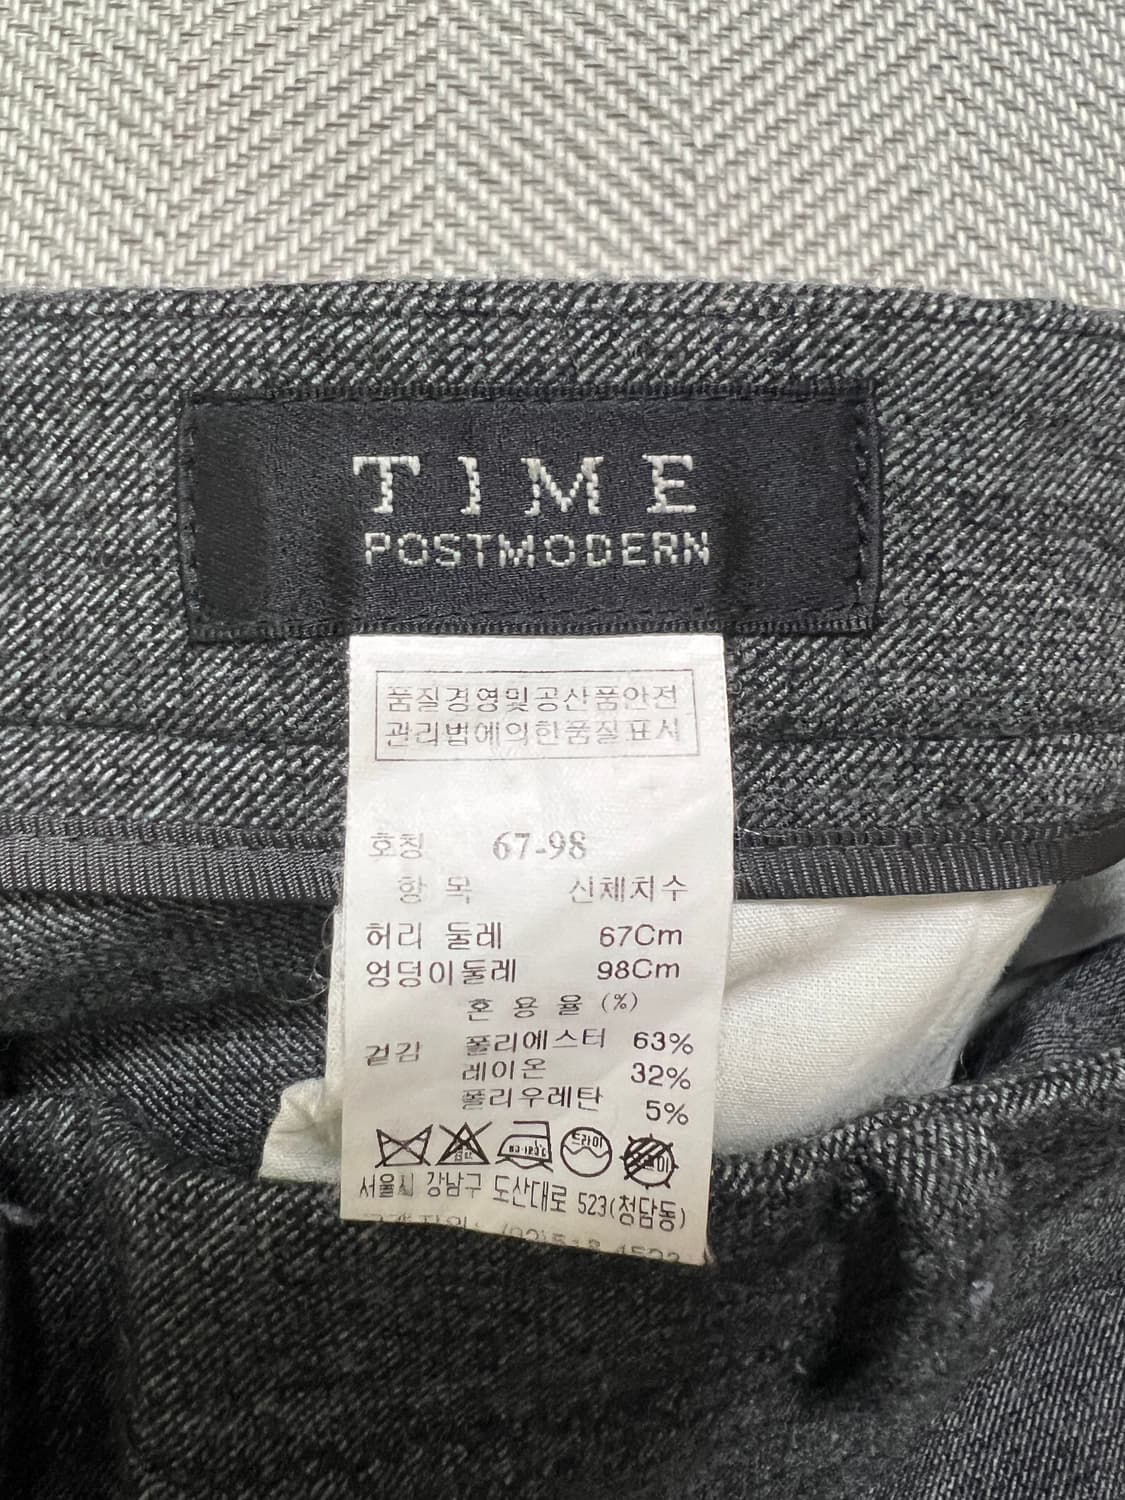 TIME
POSTMODERN
품질경영및공산품안전
관리법에의한품질표시
호칭 67-98
항 목 신체치수
허리 둘레 67Cm
엉덩이둘레 98Cm
혼 용 율 (%)
겉감 폴리에스터 63%
레이온 32%
폴리우레탄 5%
드라이
서울시 강남구 도산대로 523(청담동)